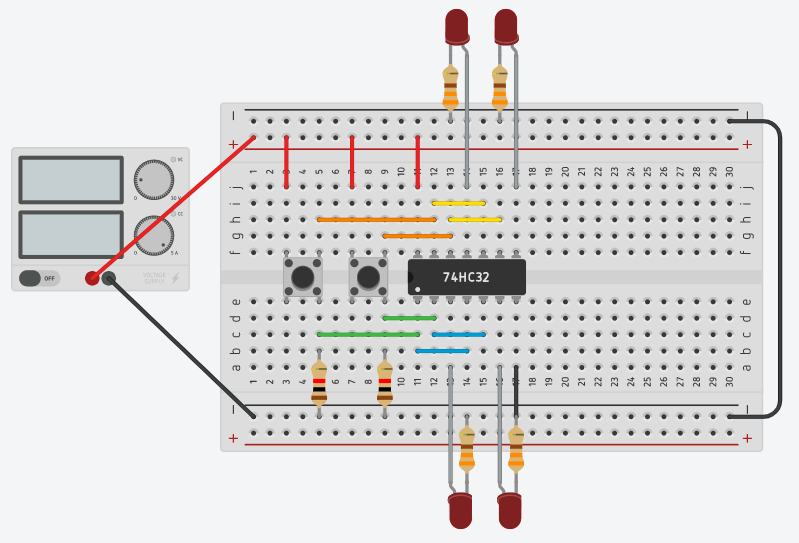 − −
+ +
1 2 3 4 5 6 7 8 9 10 11 12 13 14 15 16 17 18 19 20 21 22 23 24 25 26 27 28 29 30
j j
i i
h h
g g
f f
VC
0 30 V
CC
0 5 A
OFF
VOLTAGE
SUPPLY
74HC32
e e
d d
c c
b b
a a
1 2 3 4 5 6 7 8 9 10 11 12 13 14 15 16 17 18 19 20 21 22 23 24 25 26 27 28 29 30
− −
+ +